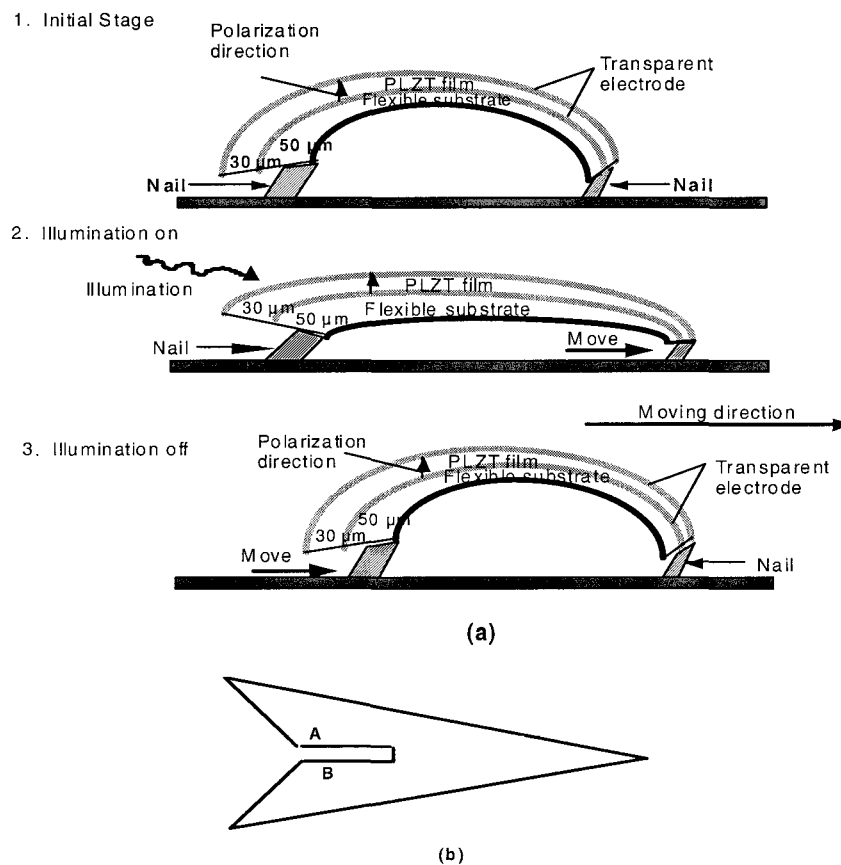 1. Initial Stage
Polarization
direction
Transparent
electrode
PLZT film
Flexible substrate
50 µm
30 µm
Nail
Nail
2. Illumination on
Illumination
PLZT film
30 µm
50 µm
Flexible substrate
Nail
Move
Moving direction
3. Illumination off
Polarization
direction
PLZT film
Flexible substrate
Transparent
electrode
50 µm
30 µm
Move
Nail
(a)
A
B
(b)